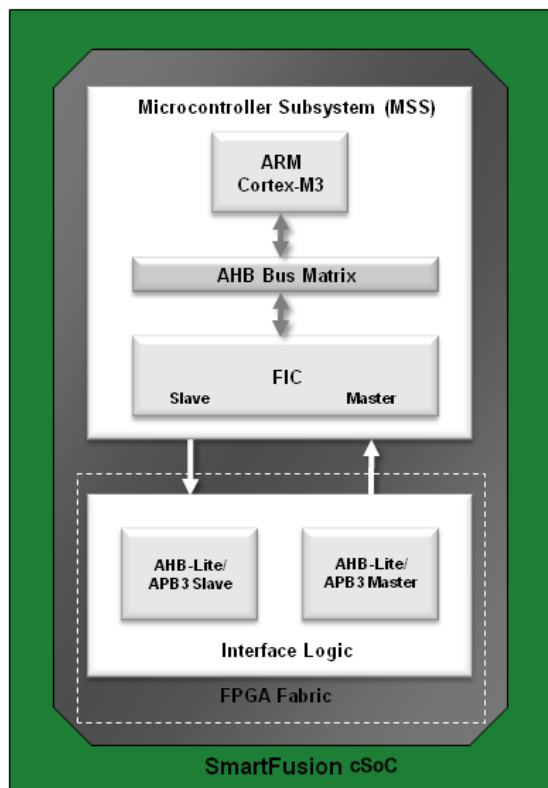 Microcontroller Subsystem (MSS)
ARM
Cortex-M3
AHB Bus Matrix
FIC
Slave Master
AHB-Lite/
APB3 Slave
AHB-Lite/
APB3 Master
Interface Logic
FPGA Fabric
SmartFusion cSoC